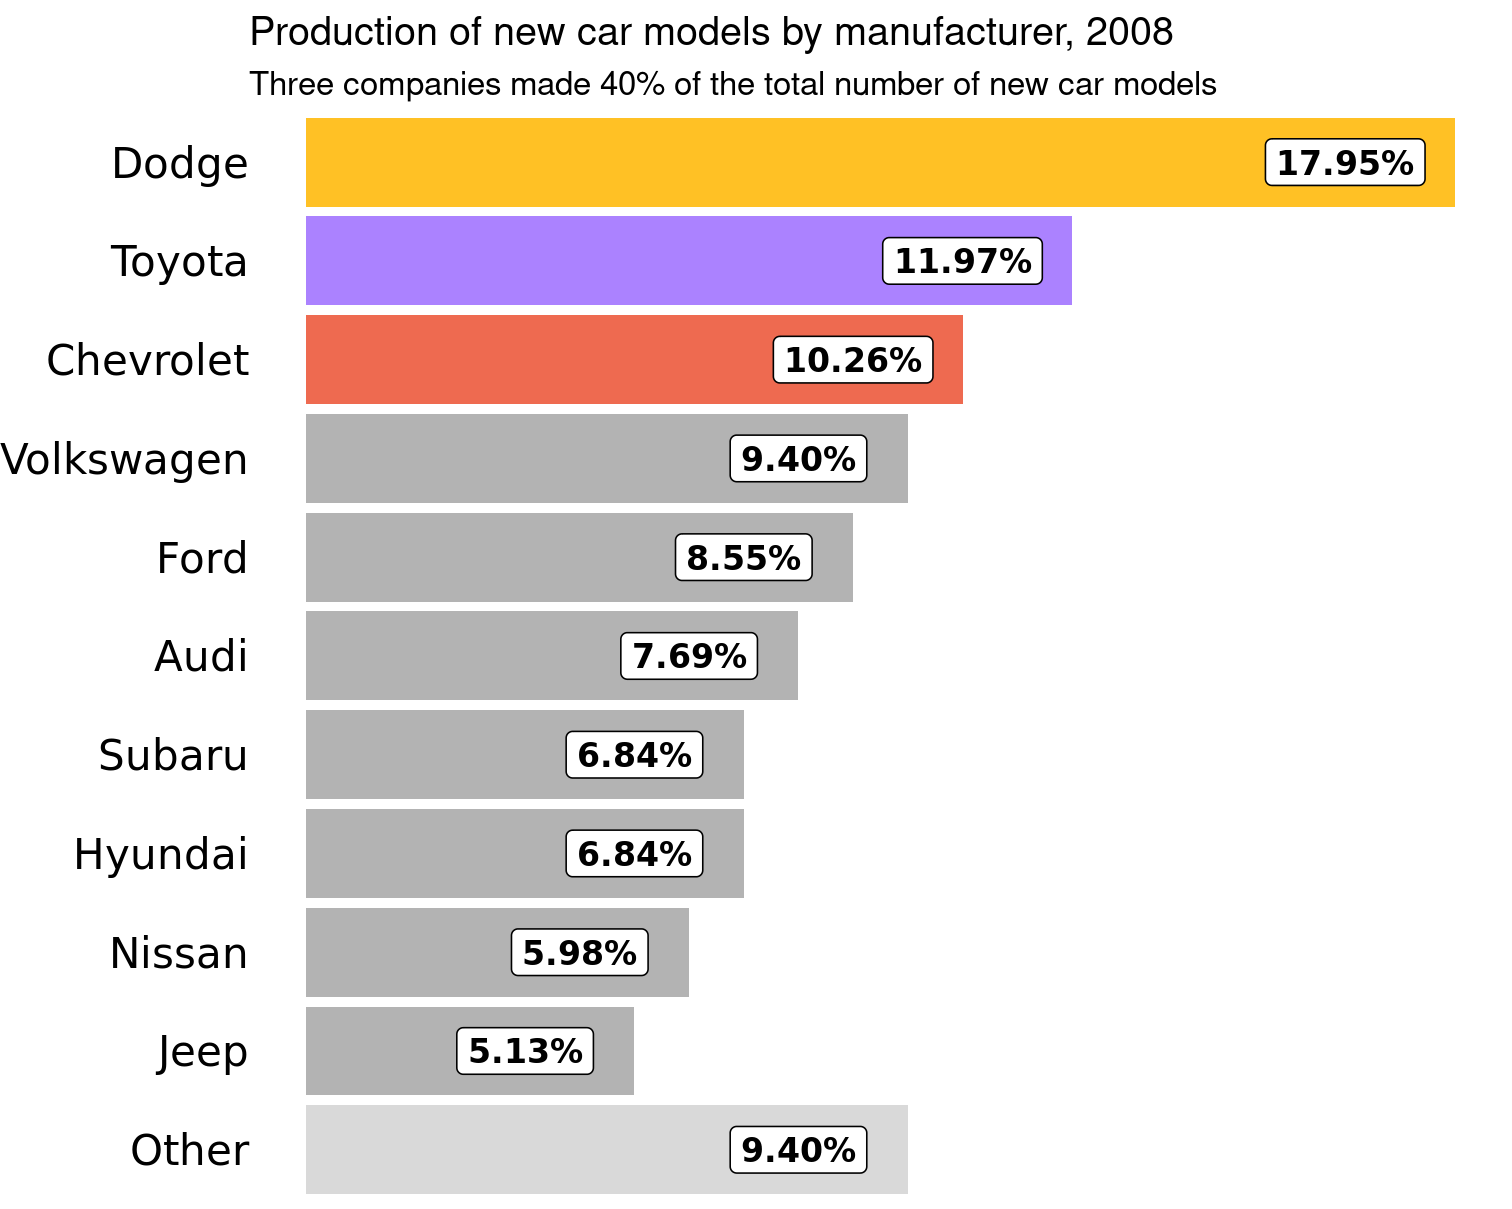 Production of new car models by manufacturer, 2008
Three companies made 40% of the total number of new car models
Dodge 17.95%
Toyota 11.97%
Chevrolet 10.26%
Volkswagen 9.40%
Ford 8.55%
Audi 7.69%
Subaru 6.84%
Hyundai 6.84%
Nissan 5.98%
Jeep 5.13%
Other 9.40%